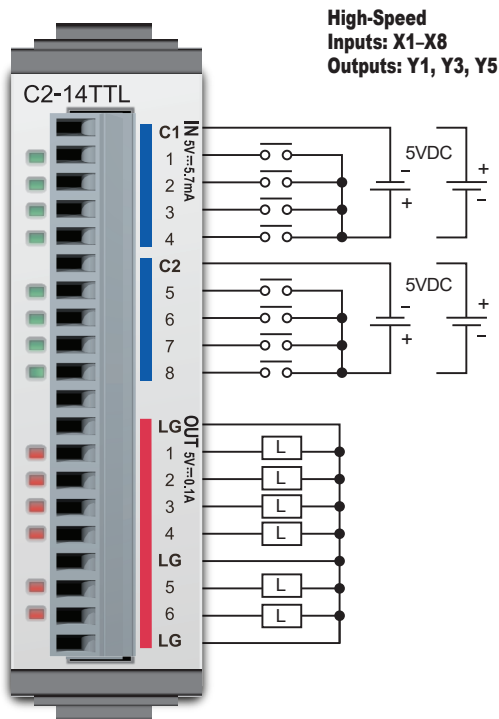 High-Speed
Inputs: X1–X8
Outputs: Y1, Y3, Y5
C2-14TTL
IN 5V⎓5.7mA
C1
1
2
3
4
C2
5
6
7
8
5VDC
-
+
+
-
5VDC
-
+
+
-
OUT 5V⎓0.1A
LG
1 L
2 L
3 L
4 L
LG
5 L
6 L
LG